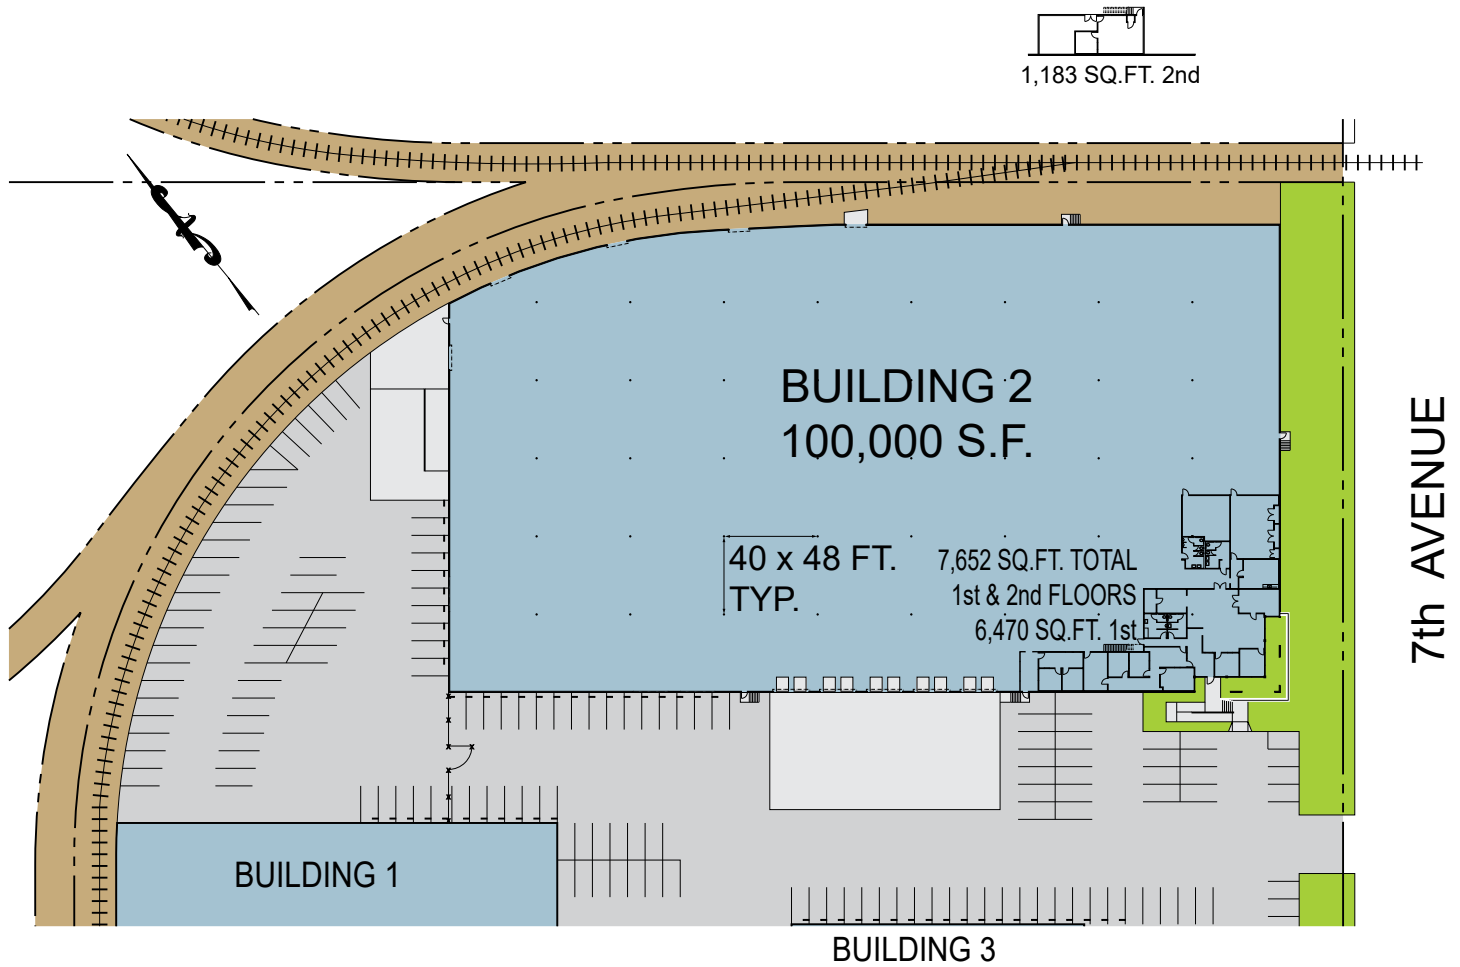 1,183 SQ.FT. 2nd
BUILDING 2
100,000 S.F.
40 x 48 FT.
TYP.
7,652 SQ.FT. TOTAL
1st & 2nd FLOORS
6,470 SQ.FT. 1st
7th AVENUE
BUILDING 1
BUILDING 3